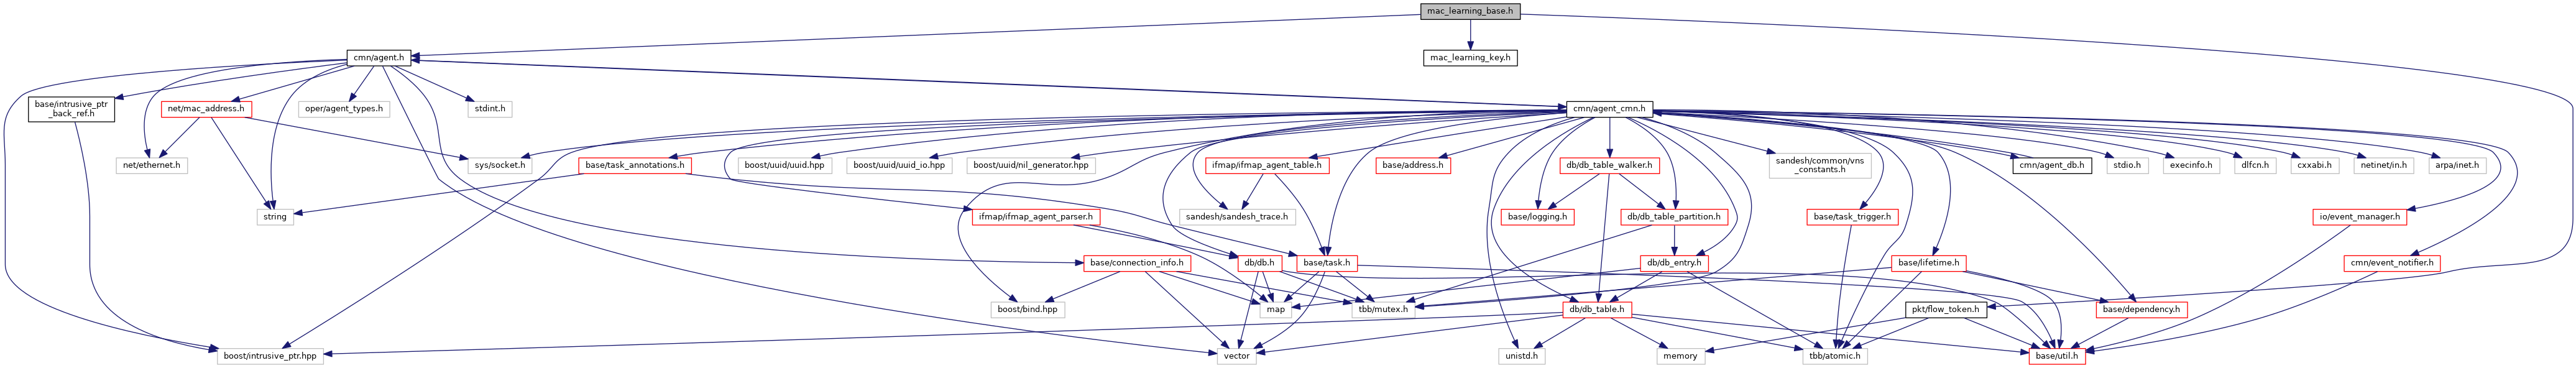 mac_learning_base.h
cmn/agent.h
mac_learning_key.h
base/intrusive_ptr
_back_ref.h
net/mac_address.h
oper/agent_types.h
stdint.h
cmn/agent_cmn.h
net/ethernet.h
sys/socket.h
base/task_annotations.h
boost/uuid/uuid.hpp
boost/uuid/uuid_io.hpp
boost/uuid/nil_generator.hpp
ifmap/ifmap_agent_table.h
base/address.h
db/db_table_walker.h
sandesh/common/vns
_constants.h
cmn/agent_db.h
stdio.h
execinfo.h
dlfcn.h
cxxabi.h
netinet/in.h
arpa/inet.h
string
ifmap/ifmap_agent_parser.h
sandesh/sandesh_trace.h
base/logging.h
db/db_table_partition.h
base/task_trigger.h
io/event_manager.h
base/connection_info.h
db/db.h
base/task.h
db/db_entry.h
base/lifetime.h
cmn/event_notifier.h
boost/bind.hpp
map
tbb/mutex.h
db/db_table.h
pkt/flow_token.h
base/dependency.h
boost/intrusive_ptr.hpp
vector
unistd.h
memory
tbb/atomic.h
base/util.h